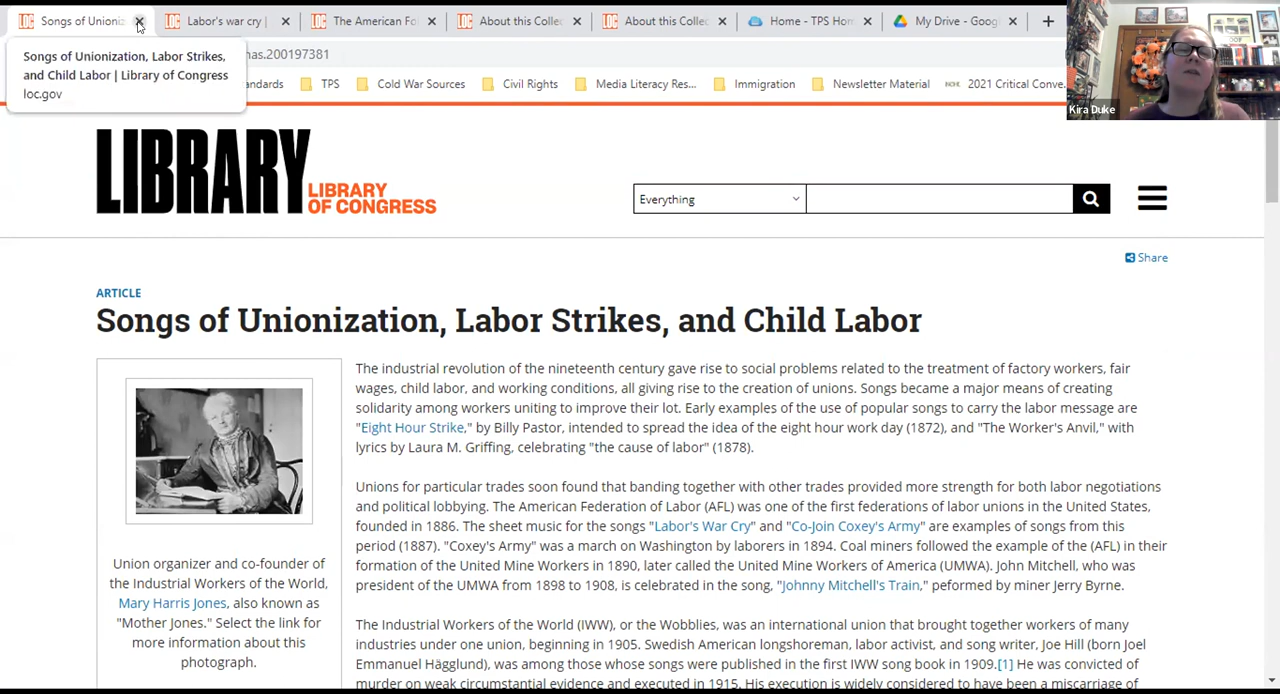 Songs of Unioniz
Labor's war cry |
The American Fo
About this Collec
About this Collec
Home - TPS Hom
My Drive - Googl
Songs of Unionization, Labor Strikes,
and Child Labor | Library of Congress
loc.gov
has.200197381
andards
TPS
Cold War Sources
Civil Rights
Media Literacy Res...
Immigration
Newsletter Material
2021 Critical Conve...
Kira Duke
LIBRARY
LIBRARY
OF CONGRESS
Everything
Share
ARTICLE
Songs of Unionization, Labor Strikes, and Child Labor
The industrial revolution of the nineteenth century gave rise to social problems related to the treatment of factory workers, fair
wages, child labor, and working conditions, all giving rise to the creation of unions. Songs became a major means of creating
solidarity among workers uniting to improve their lot. Early examples of the use of popular songs to carry the labor message are
"Eight Hour Strike," by Billy Pastor, intended to spread the idea of the eight hour work day (1872), and "The Worker's Anvil," with
lyrics by Laura M. Griffing, celebrating "the cause of labor" (1878).
Unions for particular trades soon found that banding together with other trades provided more strength for both labor negotiations
and political lobbying. The American Federation of Labor (AFL) was one of the first federations of labor unions in the United States,
founded in 1886. The sheet music for the songs "Labor's War Cry" and "Co-Join Coxey's Army" are examples of songs from this
period (1887). "Coxey's Army" was a march on Washington by laborers in 1894. Coal miners followed the example of the (AFL) in their
formation of the United Mine Workers in 1890, later called the United Mine Workers of America (UMWA). John Mitchell, who was
president of the UMWA from 1898 to 1908, is celebrated in the song, "Johnny Mitchell's Train," peformed by miner Jerry Byrne.
Union organizer and co-founder of
the Industrial Workers of the World,
Mary Harris Jones, also known as
"Mother Jones." Select the link for
more information about this
photograph.
The Industrial Workers of the World (IWW), or the Wobblies, was an international union that brought together workers of many
industries under one union, beginning in 1905. Swedish American longshoreman, labor activist, and song writer, Joe Hill (born Joel
Emmanuel Hägglund), was among those whose songs were published in the first IWW song book in 1909.[1] He was convicted of
murder on weak circumstantial evidence and executed in 1915. His execution is widely considered to have been a miscarriage of